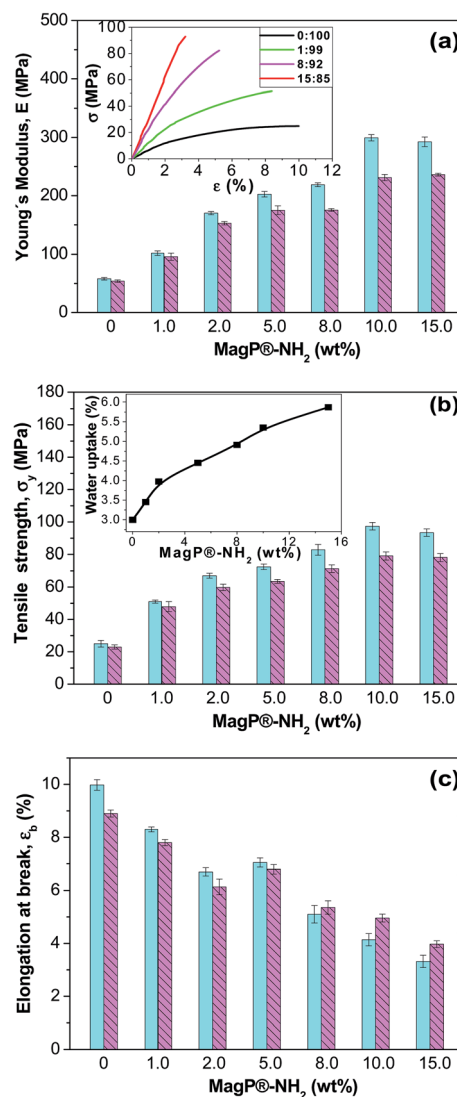 (a)
Young´s Modulus, E (MPa)
500
400
300
200
100
0
0 1.0 2.0 5.0 8.0 10.0 15.0
MagP®-NH2 (wt%)
σ (MPa)
100
80
60
40
20
0
0 2 4 6 8 10 12
ε (%)
0:100
1:99
8:92
15:85
(b)
Tensile strength, σy (MPa)
180
160
140
120
100
80
60
40
20
0
0 1.0 2.0 5.0 8.0 10.0 15.0
MagP®-NH2 (wt%)
Water uptake (%)
6.0
5.5
5.0
4.5
4.0
3.5
3.0
0 4 8 12 16
MagP®-NH2 (wt%)
(c)
Elongation at break, εb (%)
10
8
6
4
2
0
0 1.0 2.0 5.0 8.0 10.0 15.0
MagP®-NH2 (wt%)